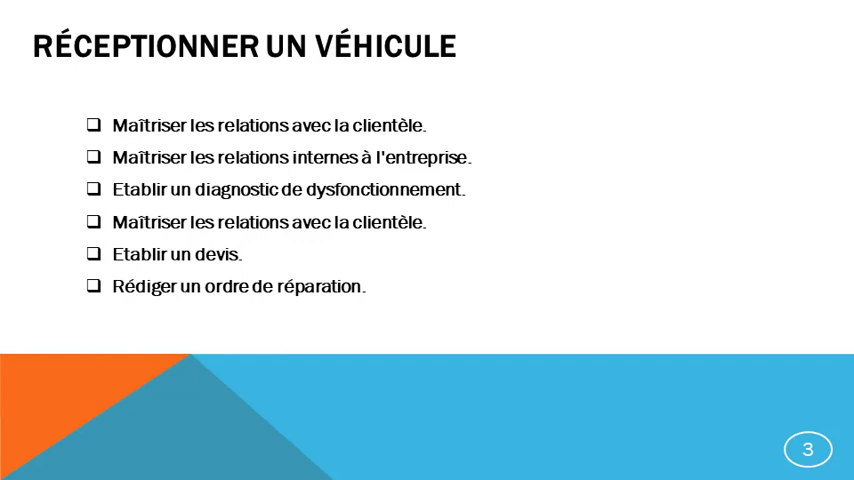 RÉCEPTIONNER UN VÉHICULE
❑ Maîtriser les relations avec la clientèle.
❑ Maîtriser les relations internes à l'entreprise.
❑ Etablir un diagnostic de dysfonctionnement.
❑ Maîtriser les relations avec la clientèle.
❑ Etablir un devis.
❑ Rédiger un ordre de réparation.
3